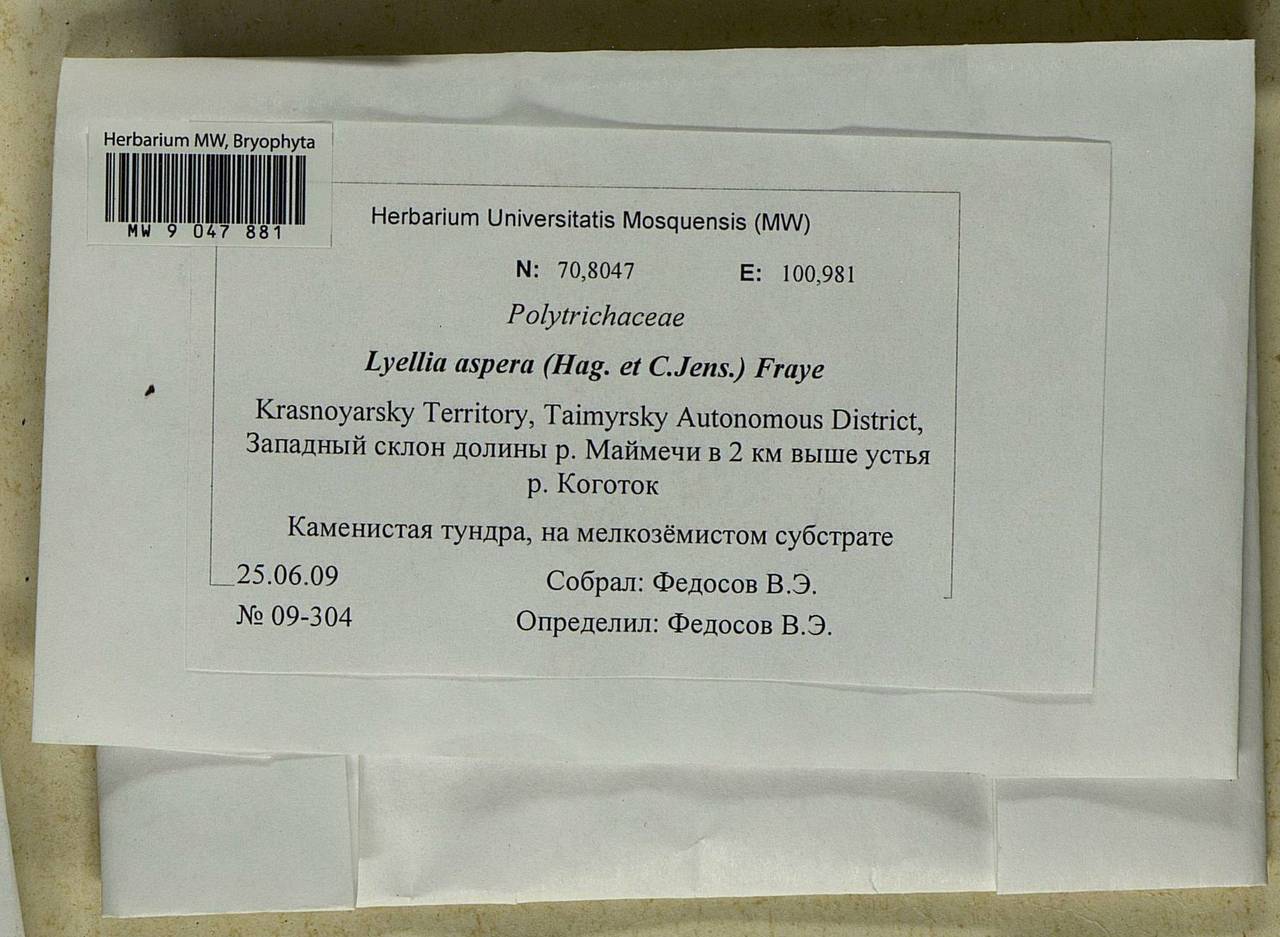 Herbarium MW, Bryophyta
MW 9 047 881
Herbarium Universitatis Mosquensis (MW)
N: 70,8047 E: 100,981
Polytrichaceae
Lyellia aspera (Hag. et C.Jens.) Fraye
Krasnoyarsky Territory, Taimyrsky Autonomous District,
Западный склон долины р. Маймечи в 2 км выше устья
р. Коготок
Каменистая тундра, на мелкозёмистом субстрате
25.06.09 Собрал: Федосов В.Э.
№ 09-304 Определил: Федосов В.Э.